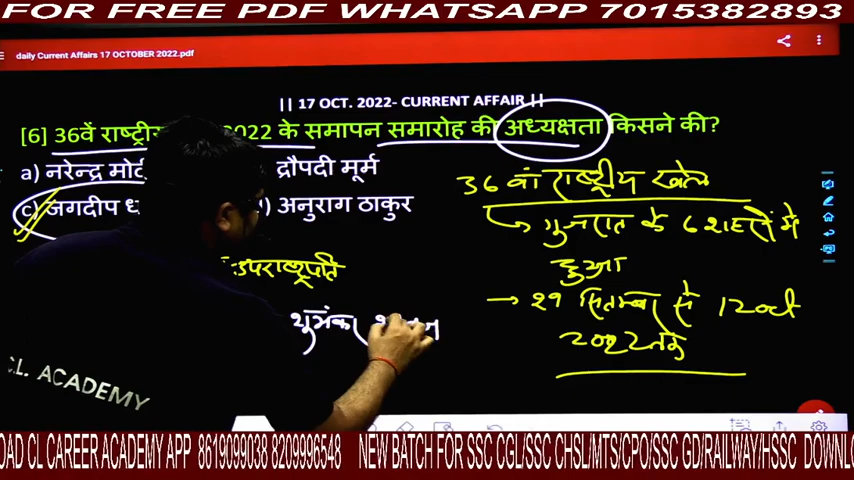 FOR FREE PDF WHATSAPP 7015382893
daily Current Affairs 17 OCTOBER 2022.pdf
|| 17 OCT. 2022- CURRENT AFFAIR ||
[6] 36वें 2022 के समापन समारोह की अध्यक्षता किसने की?
a) नरेन्द्र द्रौपदी मूर्म
c) जगदीप ) अनुराग ठाकुर
उपराष्ट्रपति
36 वां राष्ट्रीय खेल
गुजरात के 6 शहरों में
हुआ
→ 29 सितम्बर से 12 oct
2022 तक
CL ACADEMY
OAD CL CAREER ACADEMY APP 8619099038 8209996548 NEW BATCH FOR SSC CGL/SSC CHSL/MTS/CPO/SSC GD/RAILWAY/HSSC DOWNLO